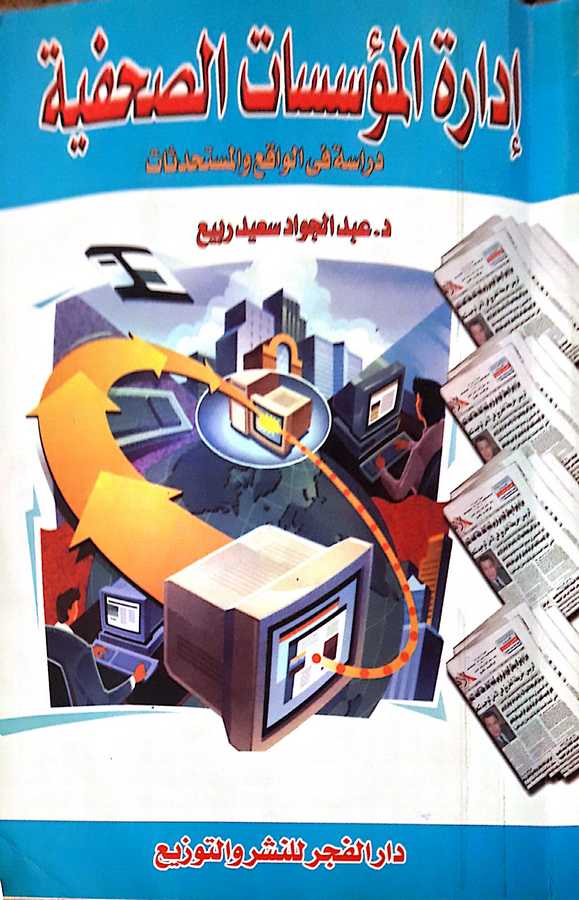 إدارة المؤسسات الصحفية
دراسة فى الواقع والمستحدثات
د. عبد الجواد سعيد ربيع
دار الفجر للنشر والتوزيع